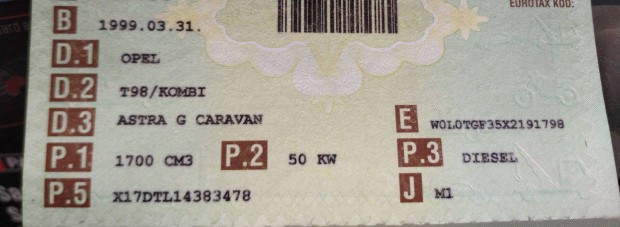 EUROTAX KÓD:
B 1999.03.31.
D.1 OPEL
D.2 T98/KOMBI
D.3 ASTRA G CARAVAN E W0L0TGF35X2191798
P.1 1700 CM3 P.2 50 KW P.3 DIESEL
P.5 X17DTL14383478 J M1